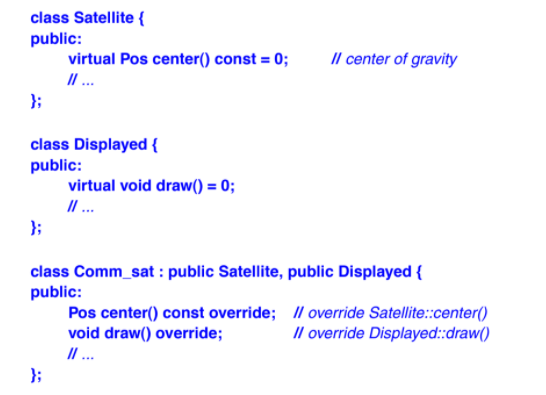 class Satellite {
public:
virtual Pos center() const = 0; // center of gravity
// ...
};
class Displayed {
public:
virtual void draw() = 0;
// ...
};
class Comm_sat : public Satellite, public Displayed {
public:
Pos center() const override; // override Satellite::center()
void draw() override; // override Displayed::draw()
// ...
};